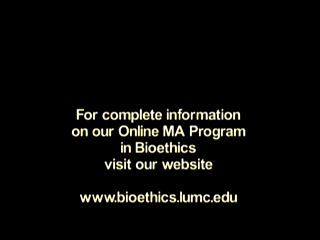 For complete information
on our Online MA Program
in Bioethics
visit our website
www.bioethics.lumc.edu